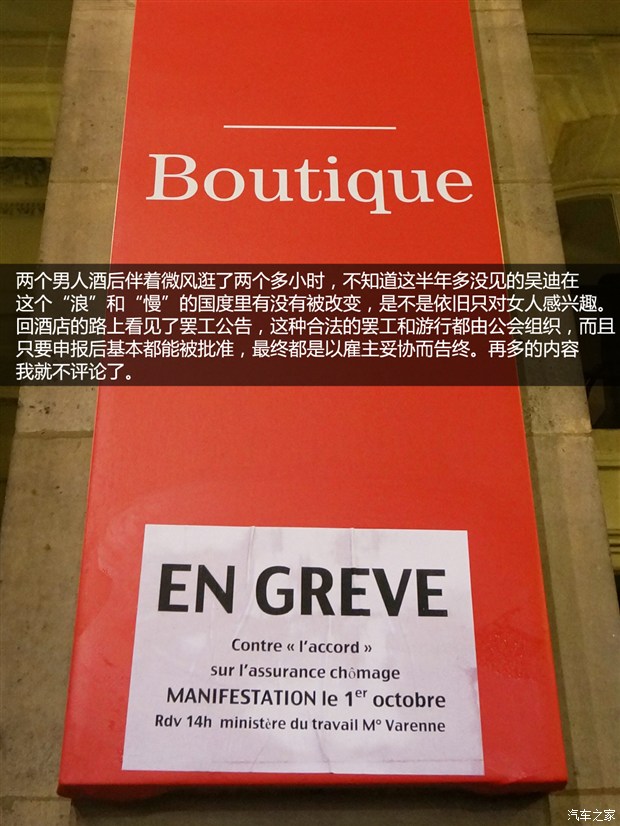 Boutique
两个男人酒后伴着微风逛了两个多小时，不知道这半年多没见的吴迪在
这个“浪”和“慢”的国度里有没有被改变，是不是依旧只对女人感兴趣。
回酒店的路上看见了罢工公告，这种合法的罢工和游行都由公会组织，而且
只要申报后基本都能被批准，最终都是以雇主妥协而告终。再多的内容
我就不评论了。
EN GREVE
Contre « l'accord »
sur l'assurance chômage
MANIFESTATION le 1er octobre
Rdv 14h ministère du travail M° Varenne
汽车之家